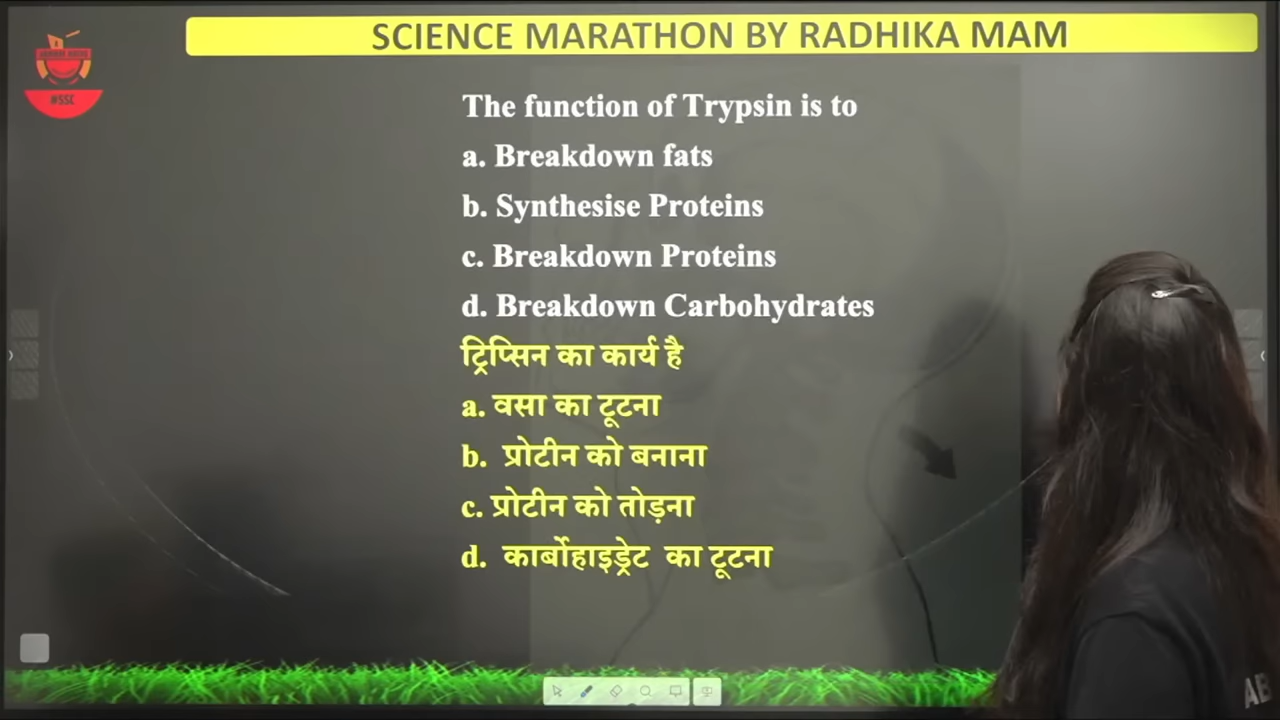 SCIENCE MARATHON BY RADHIKA MAM
#SSC
The function of Trypsin is to
a. Breakdown fats
b. Synthesise Proteins
c. Breakdown Proteins
d. Breakdown Carbohydrates
ट्रिप्सिन का कार्य है
a. वसा का टूटना
b. प्रोटीन को बनाना
c. प्रोटीन को तोड़ना
d. कार्बोहाइड्रेट का टूटना